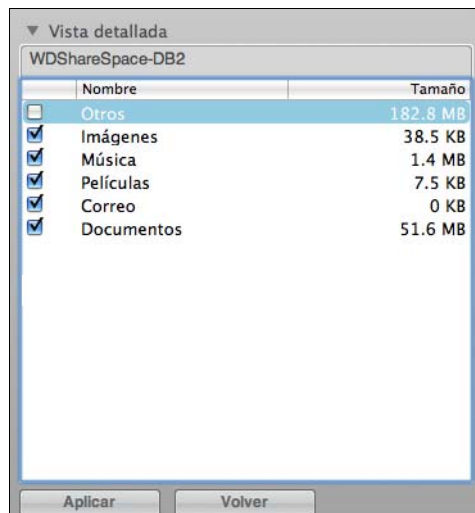 Vista detallada
WDShareSpace-DB2
Nombre Tamaño
Otros 182.8 MB
Imágenes 38.5 KB
Música 1.4 MB
Películas 7.5 KB
Correo 0 KB
Documentos 51.6 MB
Aplicar Volver